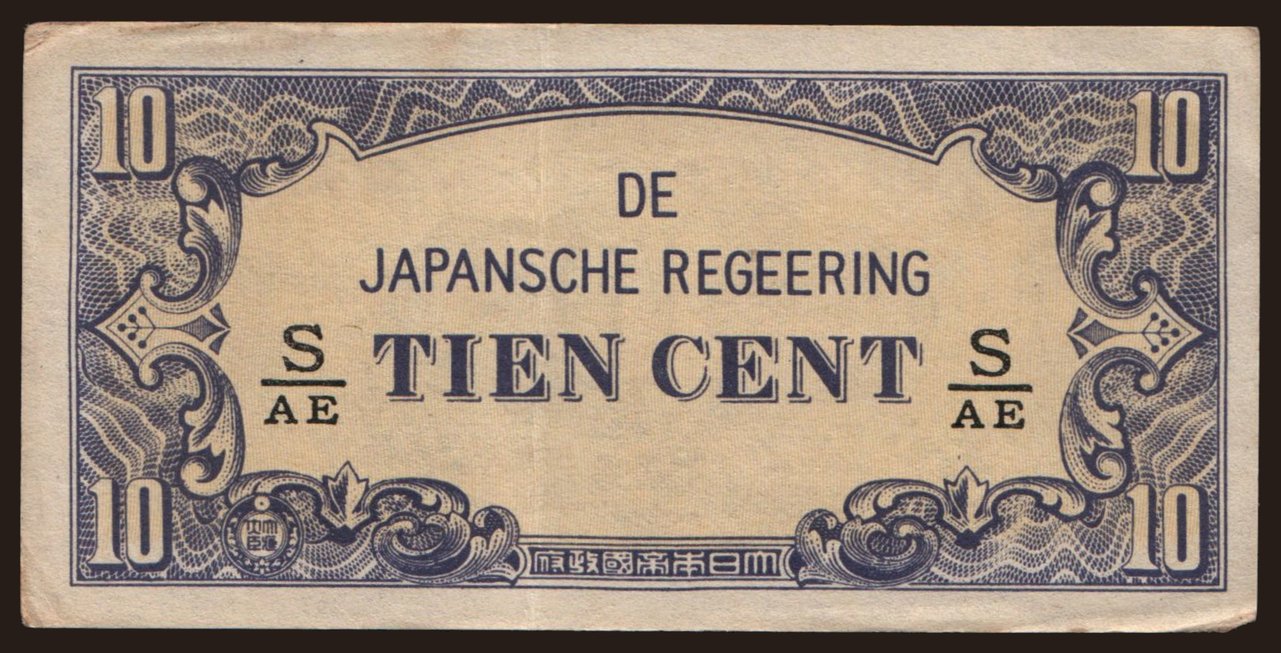 10 10
DE
JAPANSCHE REGEERING
S TIEN CENT S
AE AE
10 10
府政國帝本日大